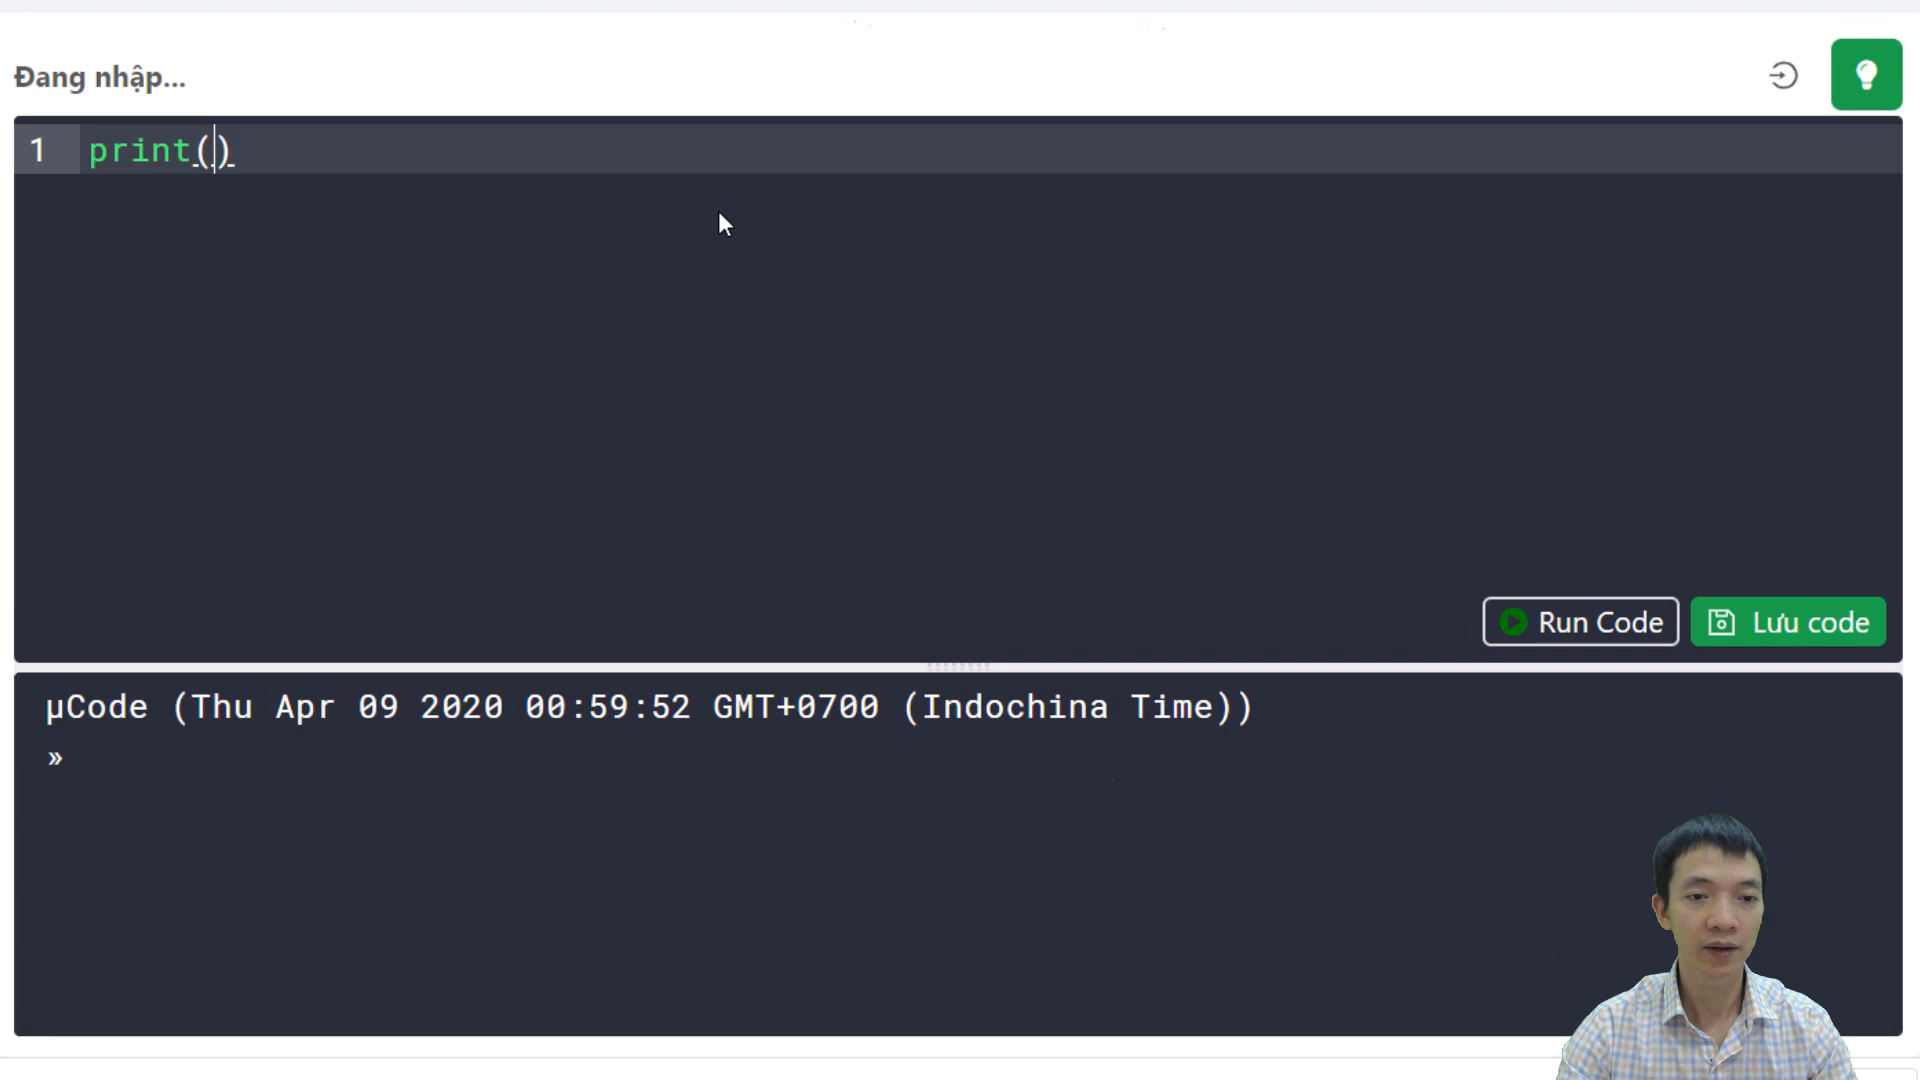 Đang nhập...
1 print()
Run Code
Lưu code
µCode (Thu Apr 09 2020 00:59:52 GMT+0700 (Indochina Time))
»